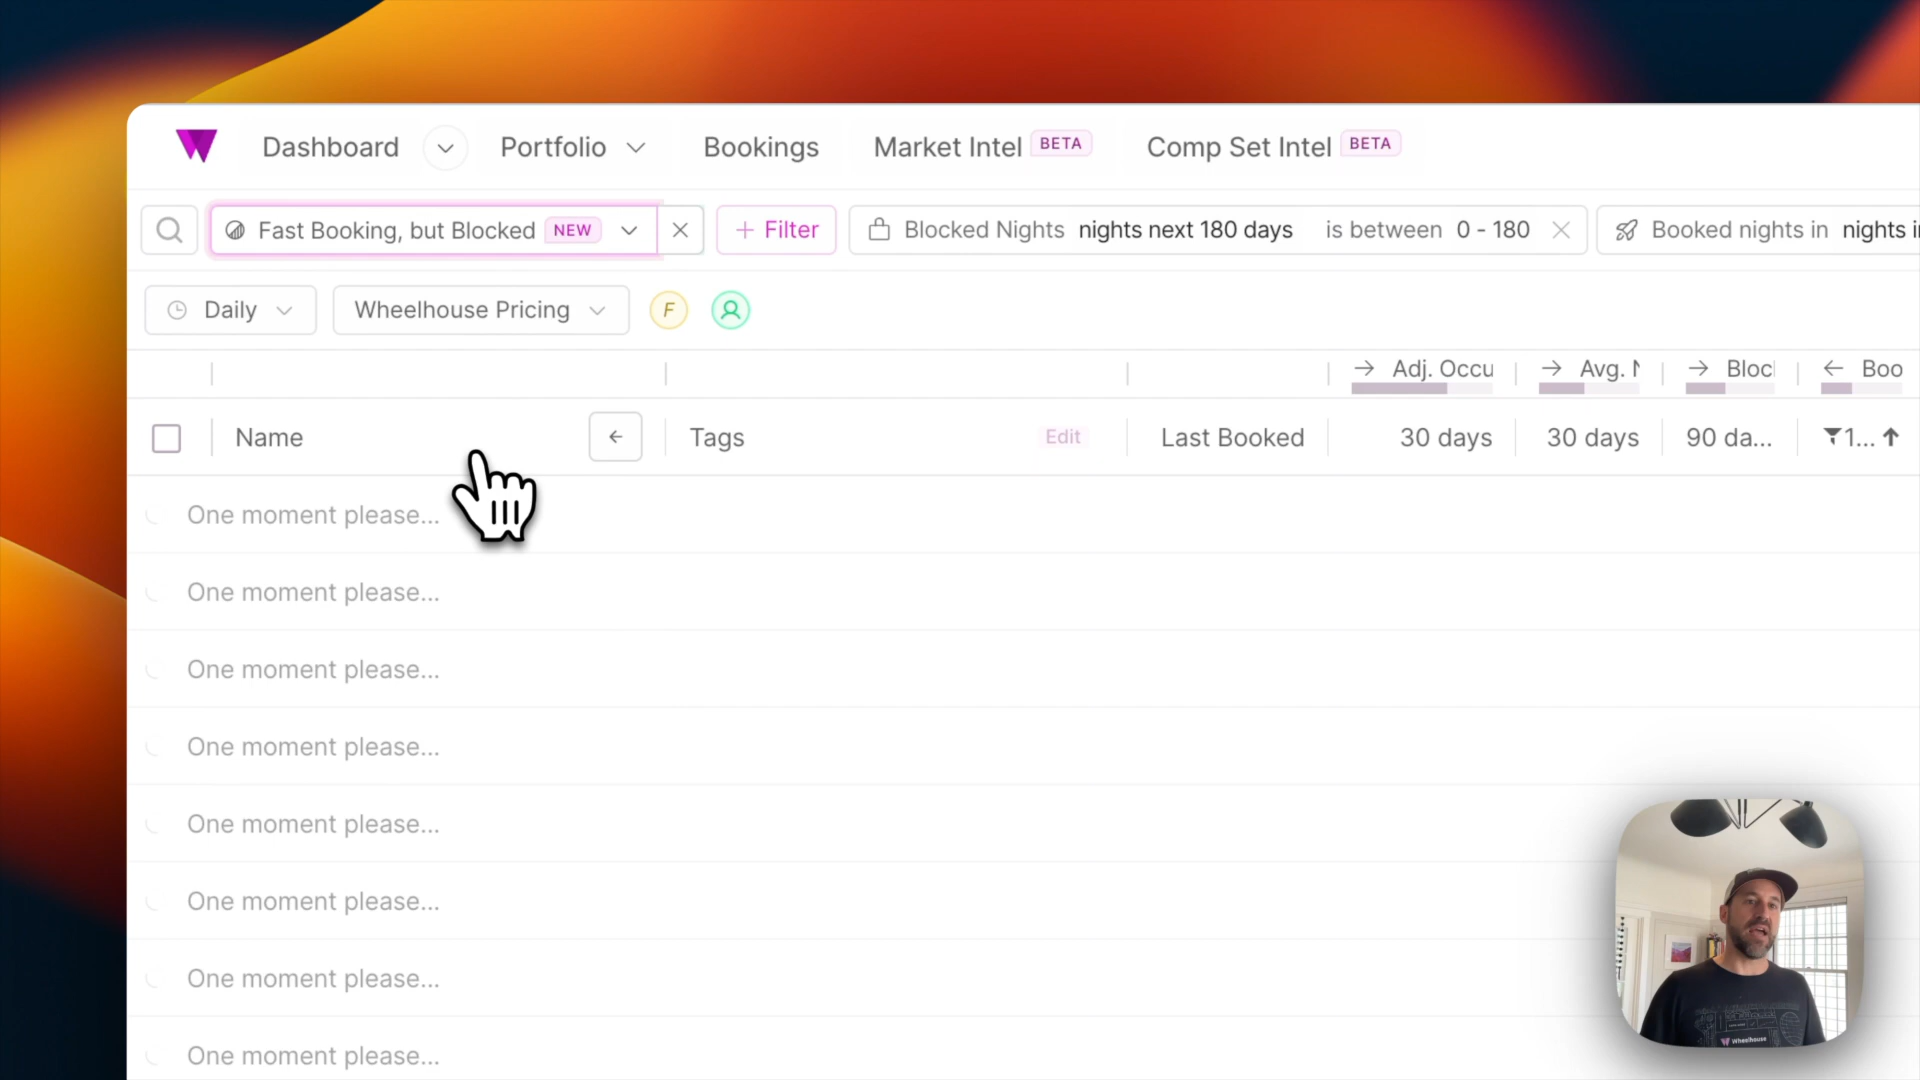 Dashboard Portfolio Bookings Market Intel BETA Comp Set Intel BETA
Fast Booking, but Blocked NEW + Filter Blocked Nights nights next 180 days is between 0 - 180 Booked nights in nights i
Daily Wheelhouse Pricing F
Adj. Occu Avg. N Bloc Boo
Name Tags Edit Last Booked 30 days 30 days 90 da... 1...
One moment please...
One moment please...
One moment please...
One moment please...
One moment please...
One moment please...
One moment please...
One moment please...
Wheelhouse